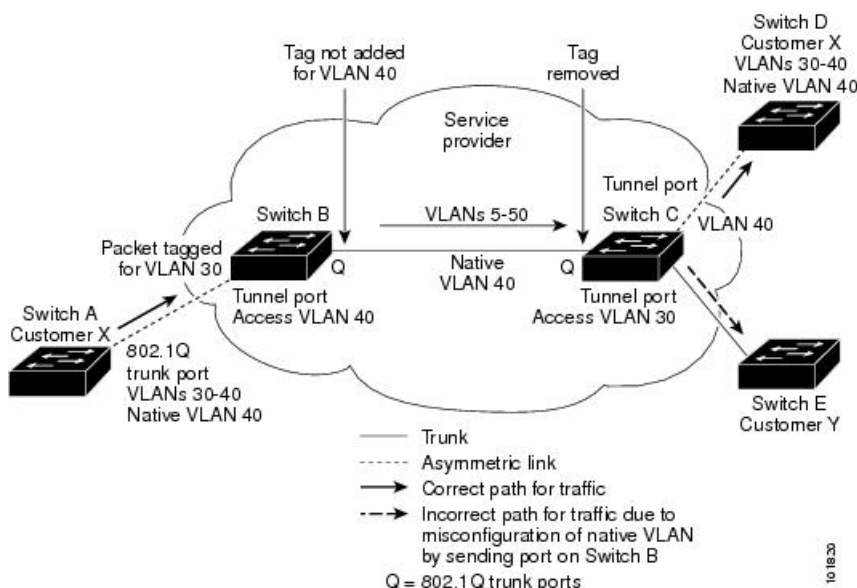 Tag not added
for VLAN 40
Tag
removed
Switch D
Customer X
VLANs 30-40
Native VLAN 40
Service
provider
Tunnel port
Switch B
VLANs 5-50
Switch C
VLAN 40
Packet tagged
for VLAN 30
Q
Native
VLAN 40
Q
Switch A
Customer X
Tunnel port
Access VLAN 40
Tunnel port
Access VLAN 30
802.1Q
trunk port
VLANs 30-40
Native VLAN 40
Switch E
Customer Y
Trunk
Asymmetric link
Correct path for traffic
Incorrect path for traffic due to
misconfiguration of native VLAN
by sending port on Switch B
Q = 802.1Q trunk ports
101820